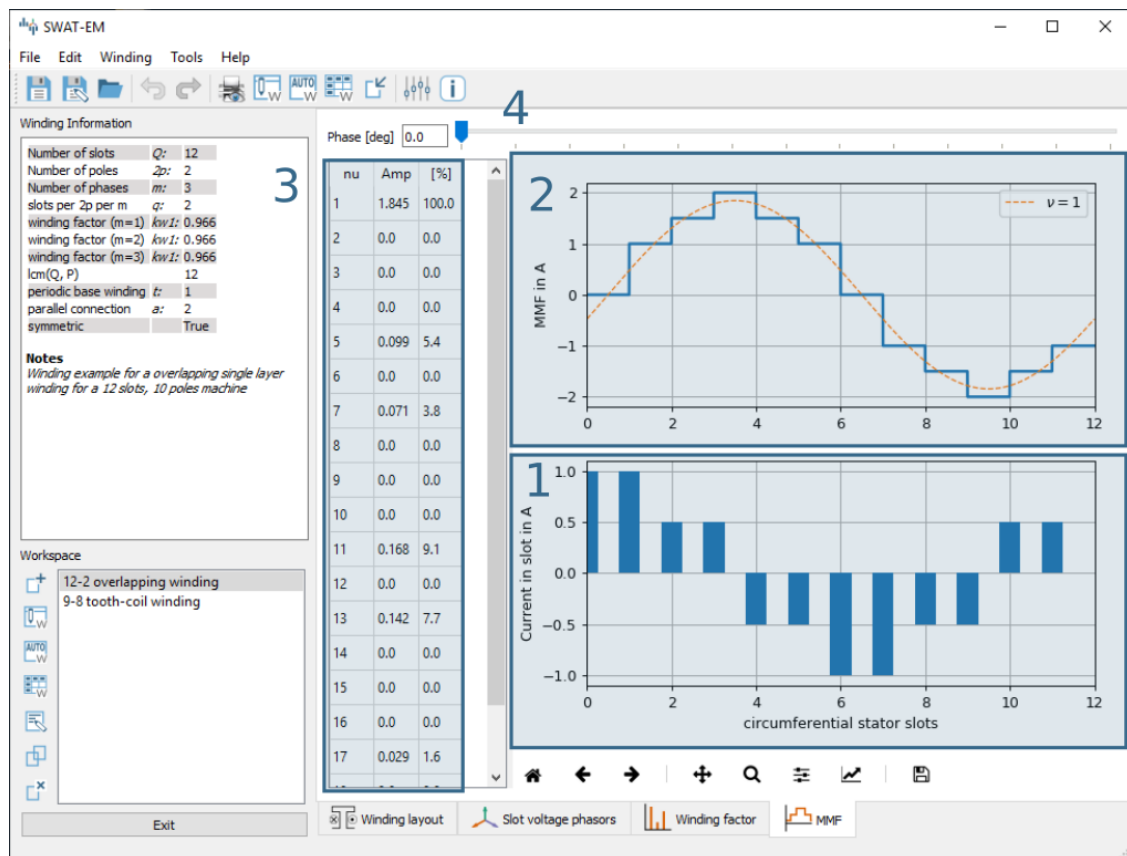 SWAT-EM
File Edit Winding Tools Help
AUTO
W W W
Winding Information
Number of slots Q: 12
Number of poles 2p: 2
Number of phases m: 3
slots per 2p per m q: 2
winding factor (m=1) kw1: 0.966
winding factor (m=2) kw1: 0.966
winding factor (m=3) kw1: 0.966
lcm(Q, P) 12
periodic base winding t: 1
parallel connection a: 2
symmetric True
Notes
Winding example for a overlapping single layer
winding for a 12 slots, 10 poles machine
3
Workspace
12-2 overlapping winding
9-8 tooth-coil winding
W
AUTO
W
W
Exit
Phase [deg] 0.0
4
nu Amp [%]
1 1.845 100.0
2 0.0 0.0
3 0.0 0.0
4 0.0 0.0
5 0.099 5.4
6 0.0 0.0
7 0.071 3.8
8 0.0 0.0
9 0.0 0.0
10 0.0 0.0
11 0.168 9.1
12 0.0 0.0
13 0.142 7.7
14 0.0 0.0
15 0.0 0.0
16 0.0 0.0
17 0.029 1.6
2
MMF in A
2
1
0
−1
−2
ν = 1
0 2 4 6 8 10 12
1
Current in slot in A
1.0
0.5
0.0
−0.5
−1.0
0 2 4 6 8 10 12
circumferential stator slots
Winding layout Slot voltage phasors Winding factor MMF